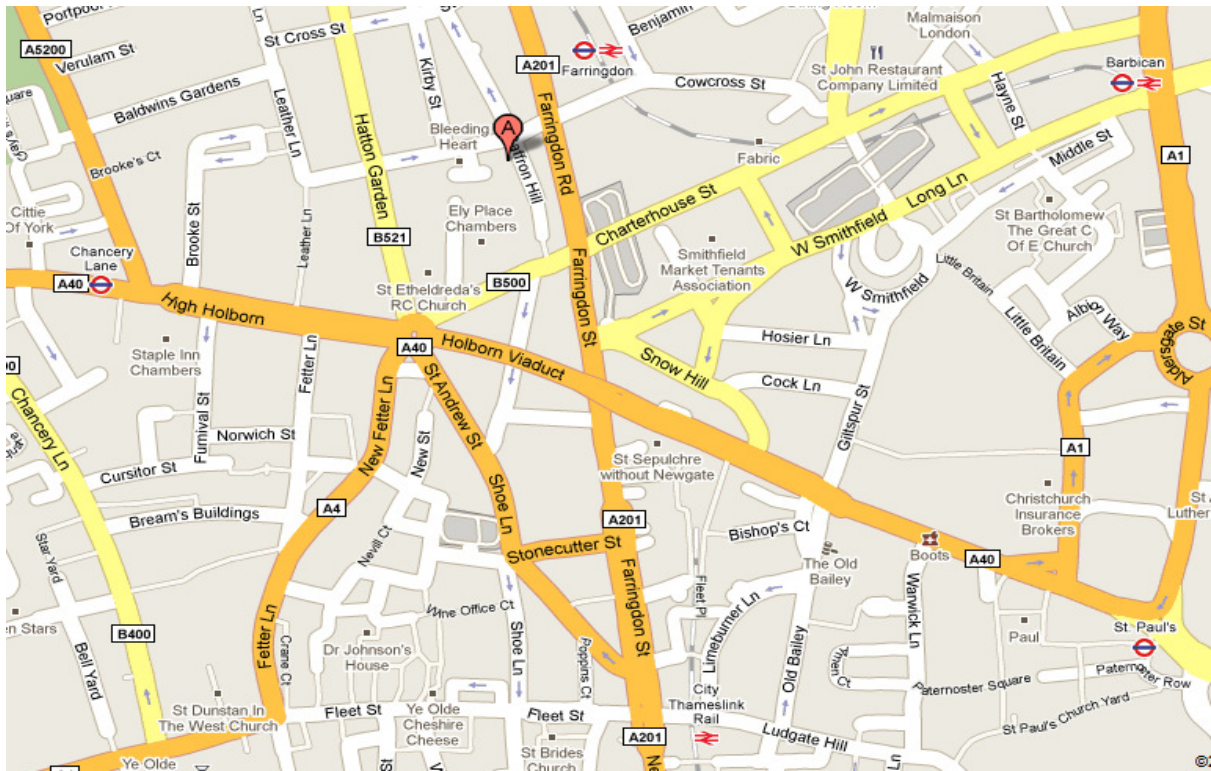 Portpool
A5200
Verulam St
St Cross St
Baldwins Gardens
Leather Ln
Hatton Garden
Kirby St
A201
Farringdon
Benjamin
Cowcross St
Malmaison
London
St John Restaurant
Company Limited
Barbican
Hayne St
Middle St
A1
Square
Brooke's Ct
Brooke St
Bleeding
Heart
A
Saffron Hill
Farringdon Rd
Fabric
Long Ln
Cittie
Of York
Chancery
Lane
A40
Leather Ln
B521
Ely Place
Chambers
Charterhouse St
Smithfield
Market Tenants
Association
W Smithfield
St Bartholomew
The Great C
Of E Church
High Holborn
St Etheldreda's
RC Church
B500
A40
Holborn Viaduct
Farringdon St
W Smithfield
Little Britain
Little Britain
Albion Way
Aldersgate St
Staple Inn
Chambers
Fetter Ln
Furnival St
Snow Hill
Hosier Ln
Cock Ln
Giltspur St
Chancery Ln
Norwich St
Cursitor St
New Fetter Ln
New St
St Andrew St
St Sepulchre
without Newgate
A1
Christchurch
Insurance
Brokers
St
Luther
Bream's Buildings
A4
Shoe Ln
A201
Bishop's Ct
Boots
A40
Star Yard
Nevill Ct
Stonecutter St
The Old
Bailey
Warwick Ln
en Stars
B400
Wine Office Ct
Farringdon St
Fleet Pl
Limeburner Ln
Paul
St. Paul's
Bell Yard
Fetter Ln
Crane Ct
Dr Johnson's
House
Shoe Ln
Poppins Ct
Old Bailey
Paternoster Square
Paternoster Row
St Paul's Church Yard
St Dunstan In
The West Church
Fleet St
Ye Olde
Cheshire
Cheese
Fleet St
City
Thameslink
Rail
Ludgate Hill
Ye Olde
St Brides
Church
A201
Ne